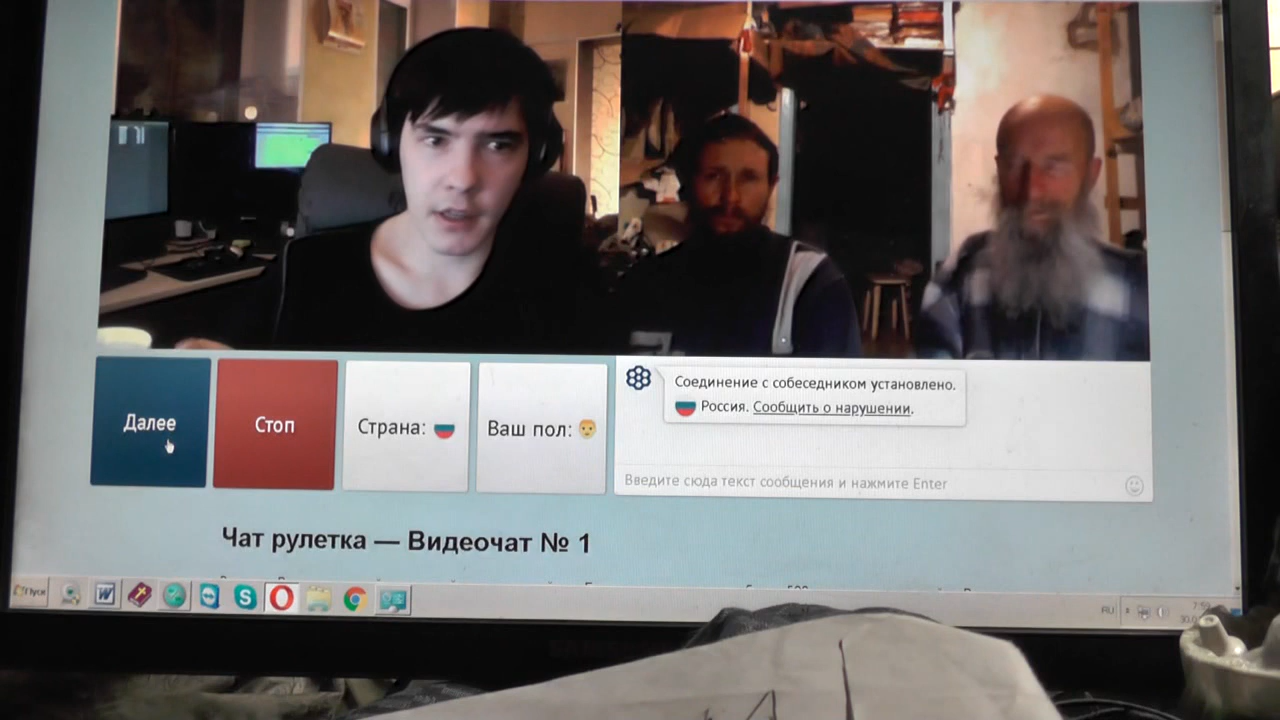 Далее
Стоп
Страна:
Ваш пол:
Соединение с собеседником установлено.
Россия. Сообщить о нарушении.
Введите сюда текст сообщения и нажмите Enter
Чат рулетка — Видеочат № 1
Пуск
RU